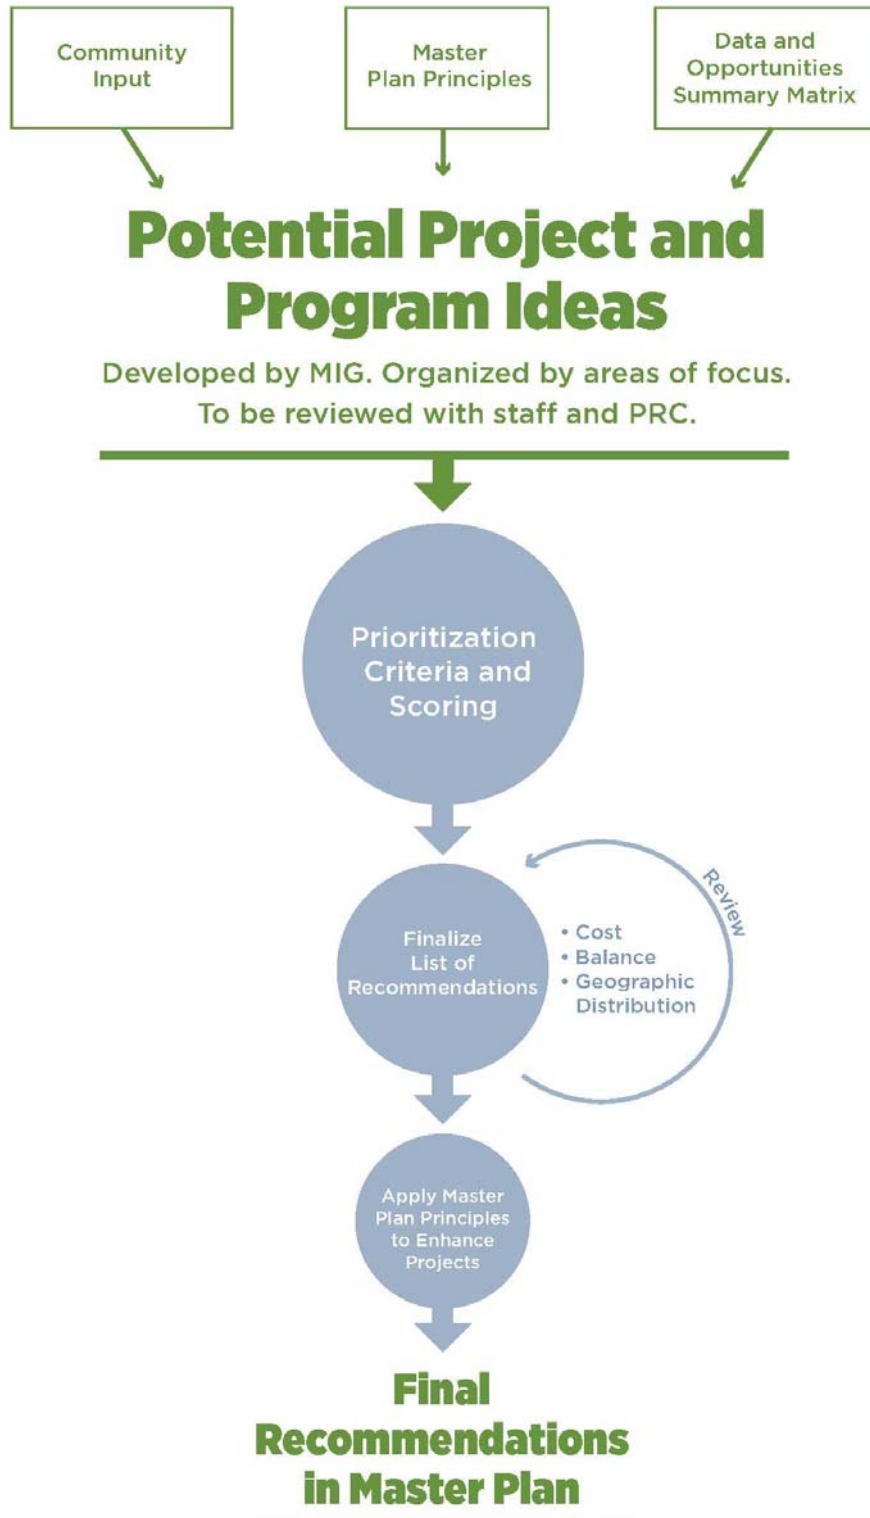 Community
Input
Master
Plan Principles
Data and
Opportunities
Summary Matrix
Potential Project and
Program Ideas
Developed by MIG. Organized by areas of focus.
To be reviewed with staff and PRC.
Prioritization
Criteria and
Scoring
Finalize
List of
Recommendations
Review
• Cost
• Balance
• Geographic
Distribution
Apply Master
Plan Principles
to Enhance
Projects
Final
Recommendations
in Master Plan